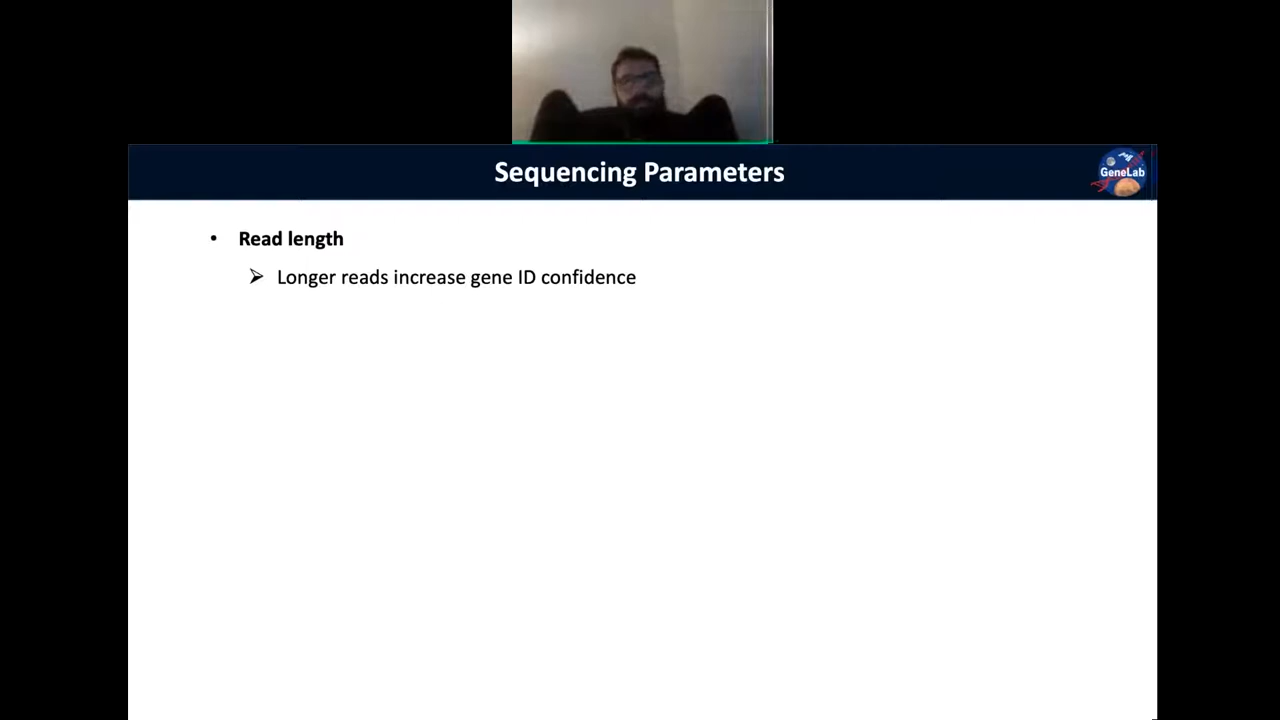 Sequencing Parameters
GeneLab
• Read length
➢ Longer reads increase gene ID confidence